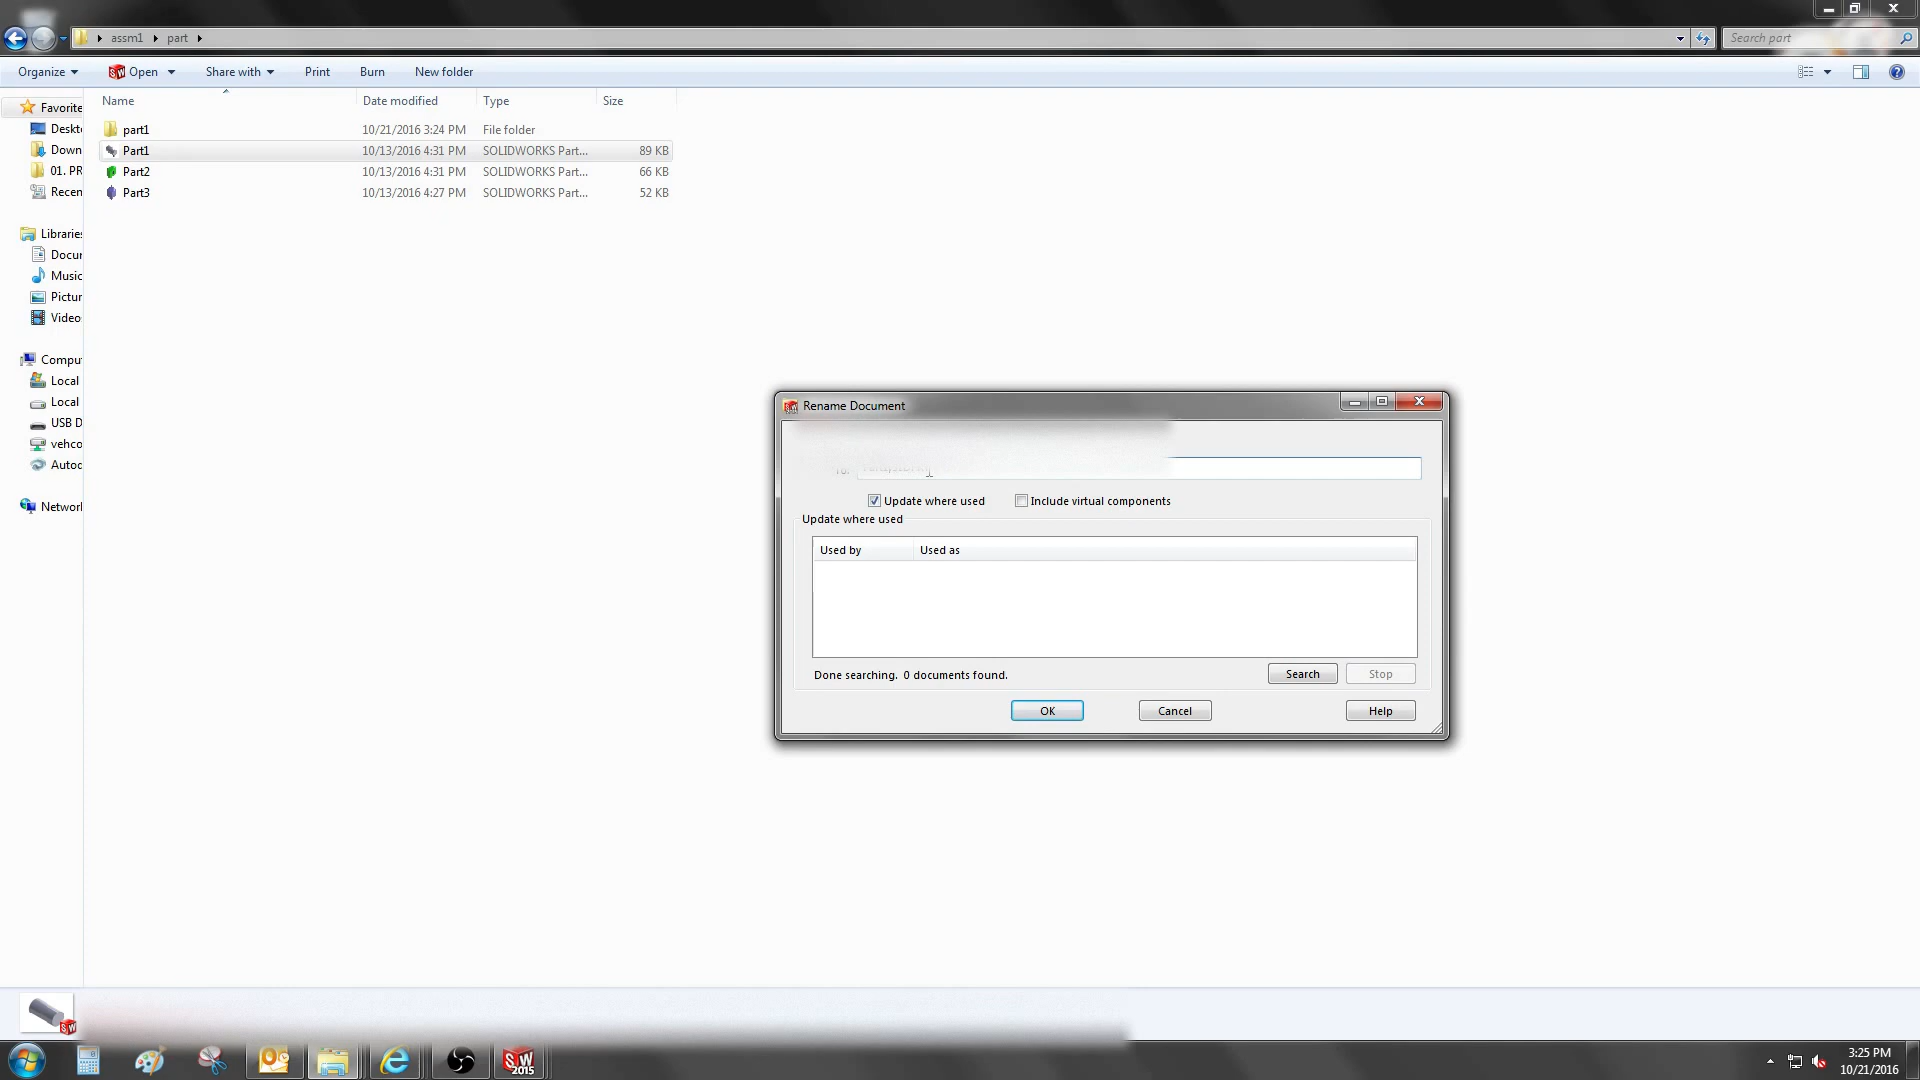 assm1 part
Search part
Organize Open Share with Print Burn New folder
Name Date modified Type Size
part1 10/21/2016 3:24 PM File folder
Part1 10/13/2016 4:31 PM SOLIDWORKS Part... 89 KB
Part2 10/13/2016 4:31 PM SOLIDWORKS Part... 66 KB
Part3 10/13/2016 4:27 PM SOLIDWORKS Part... 52 KB
Favorite
Deskt
Down
01. PR
Recen
Libraries
Docur
Music
Pictur
Video
Compu
Local
Local
USB D
vehco
Autod
Networ
Rename Document
To:
Update where used Include virtual components
Update where used
Used by Used as
Done searching. 0 documents found.
Search Stop
OK Cancel Help
SW
SW
2015
3:25 PM
10/21/2016